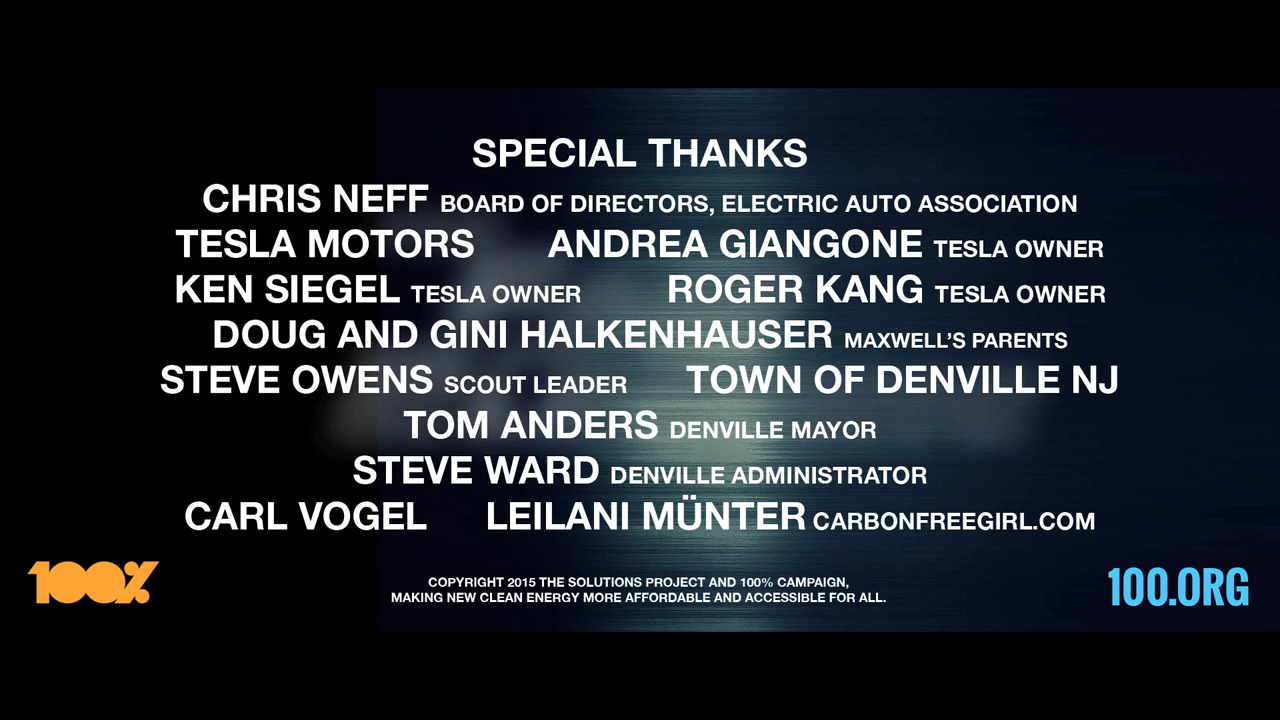 SPECIAL THANKS
CHRIS NEFF BOARD OF DIRECTORS, ELECTRIC AUTO ASSOCIATION
TESLA MOTORS ANDREA GIANGONE TESLA OWNER
KEN SIEGEL TESLA OWNER ROGER KANG TESLA OWNER
DOUG AND GINI HALKENHAUSER MAXWELL'S PARENTS
STEVE OWENS SCOUT LEADER TOWN OF DENVILLE NJ
TOM ANDERS DENVILLE MAYOR
STEVE WARD DENVILLE ADMINISTRATOR
CARL VOGEL LEILANI MÜNTER CARBONFREEGIRL.COM
100%
COPYRIGHT 2015 THE SOLUTIONS PROJECT AND 100% CAMPAIGN,
MAKING NEW CLEAN ENERGY MORE AFFORDABLE AND ACCESSIBLE FOR ALL.
100.ORG